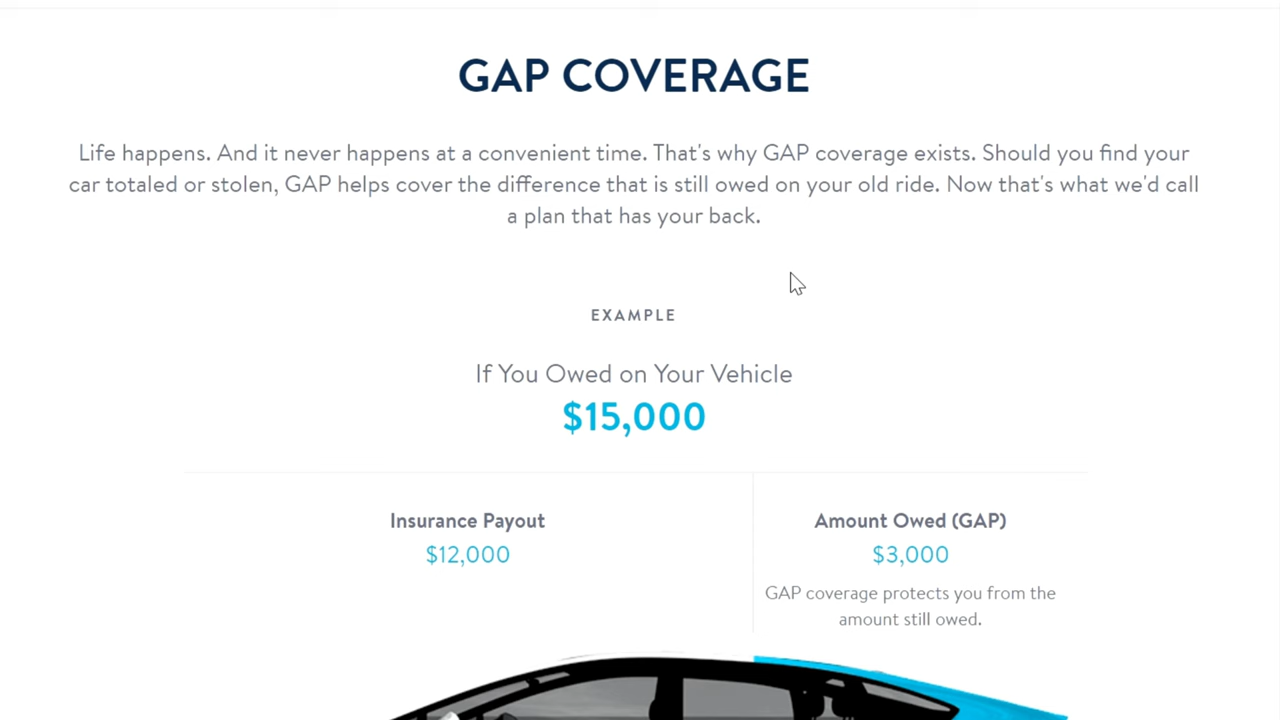 GAP COVERAGE
Life happens. And it never happens at a convenient time. That's why GAP coverage exists. Should you find your
car totaled or stolen, GAP helps cover the difference that is still owed on your old ride. Now that's what we'd call
a plan that has your back.
EXAMPLE
If You Owed on Your Vehicle
$15,000
Insurance Payout
$12,000
Amount Owed (GAP)
$3,000
GAP coverage protects you from the
amount still owed.